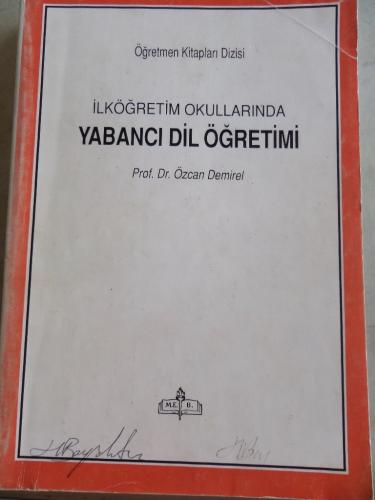 Öğretmen Kitapları Dizisi
İLKÖĞRETİM OKULLARINDA
YABANCI DİL ÖĞRETİMİ
Prof. Dr. Özcan Demirel
M.E. B.